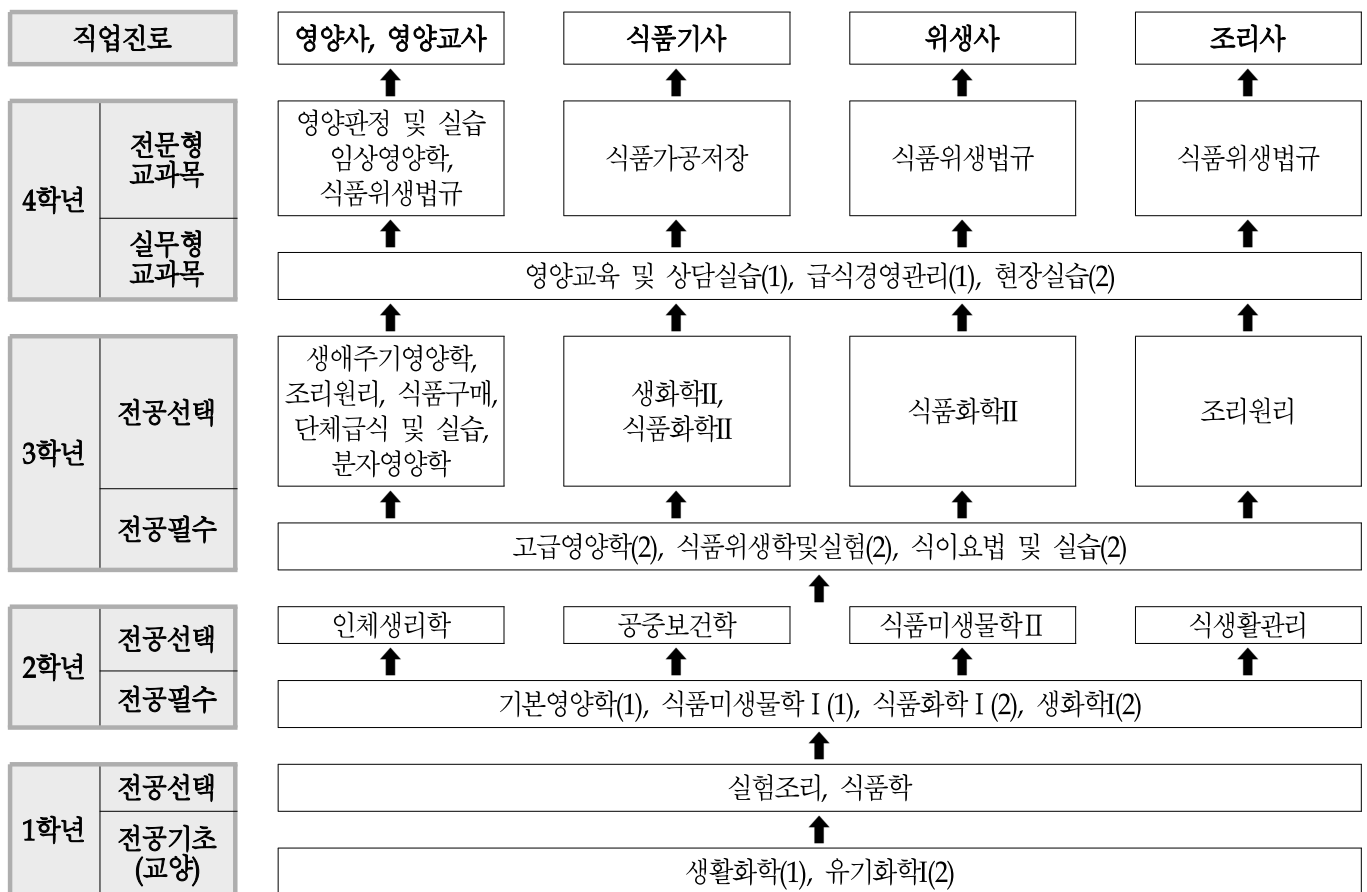 직업진로
영양사, 영양교사
식품기사
위생사
조리사
4학년
전문형
교과목
영양판정 및 실습
임상영양학,
식품위생법규
식품가공저장
식품위생법규
식품위생법규
실무형
교과목
영양교육 및 상담실습(1), 급식경영관리(1), 현장실습(2)
3학년
전공선택
생애주기영양학,
조리원리, 식품구매,
단체급식 및 실습,
분자영양학
생화학II,
식품화학II
식품화학II
조리원리
전공필수
고급영양학(2), 식품위생학및실험(2), 식이요법 및 실습(2)
2학년
전공선택
인체생리학
공중보건학
식품미생물학Ⅱ
식생활관리
전공필수
기본영양학(1), 식품미생물학Ⅰ(1), 식품화학Ⅰ(2), 생화학I(2)
1학년
전공선택
실험조리, 식품학
전공기초
(교양)
생활화학(1), 유기화학I(2)